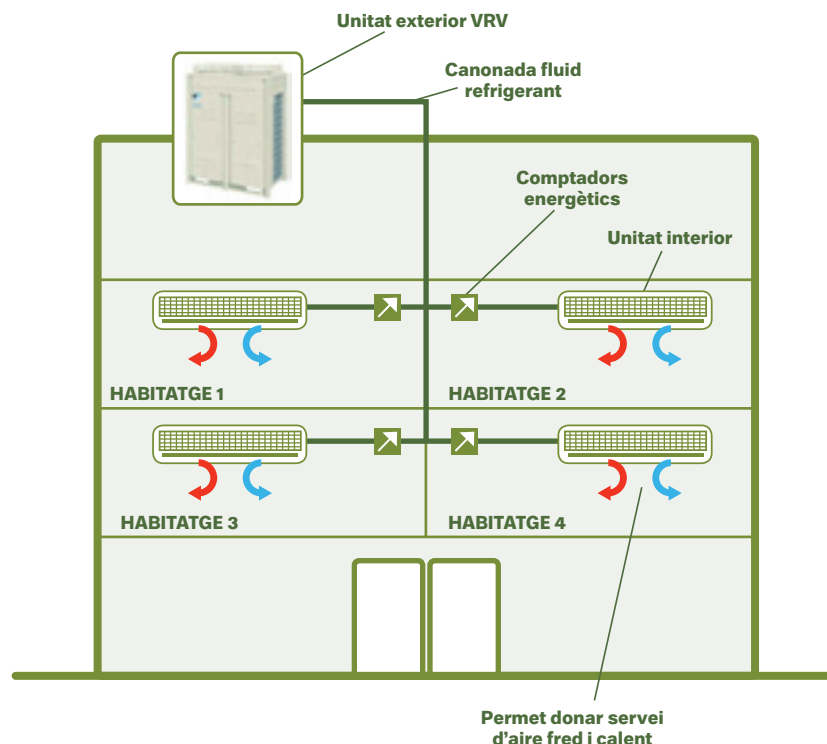 Unitat exterior VRV
Canonada fluid
refrigerant
Comptadors
energètics
Unitat interior
HABITATGE 1
HABITATGE 2
HABITATGE 3
HABITATGE 4
Permet donar servei
d'aire fred i calent